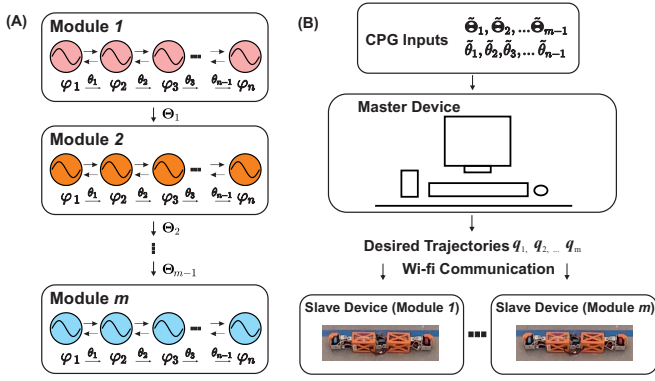 (A)
Module 1
φ1 φ2 φ3 ... φn
θ1 θ2 θ3 θn-1
Θ1
Module 2
φ1 φ2 φ3 ... φn
θ1 θ2 θ3 θn-1
Θ2
Θm−1
Module m
φ1 φ2 φ3 ... φn
θ1 θ2 θ3 θn-1
(B)
CPG Inputs
Θ̃1, Θ̃2, ...Θ̃m−1
θ̃1, θ̃2, θ̃3, ... θ̃n−1
Master Device
Desired Trajectories q1, q2, ... qm
Wi-fi Communication
Slave Device (Module 1)
Slave Device (Module m)